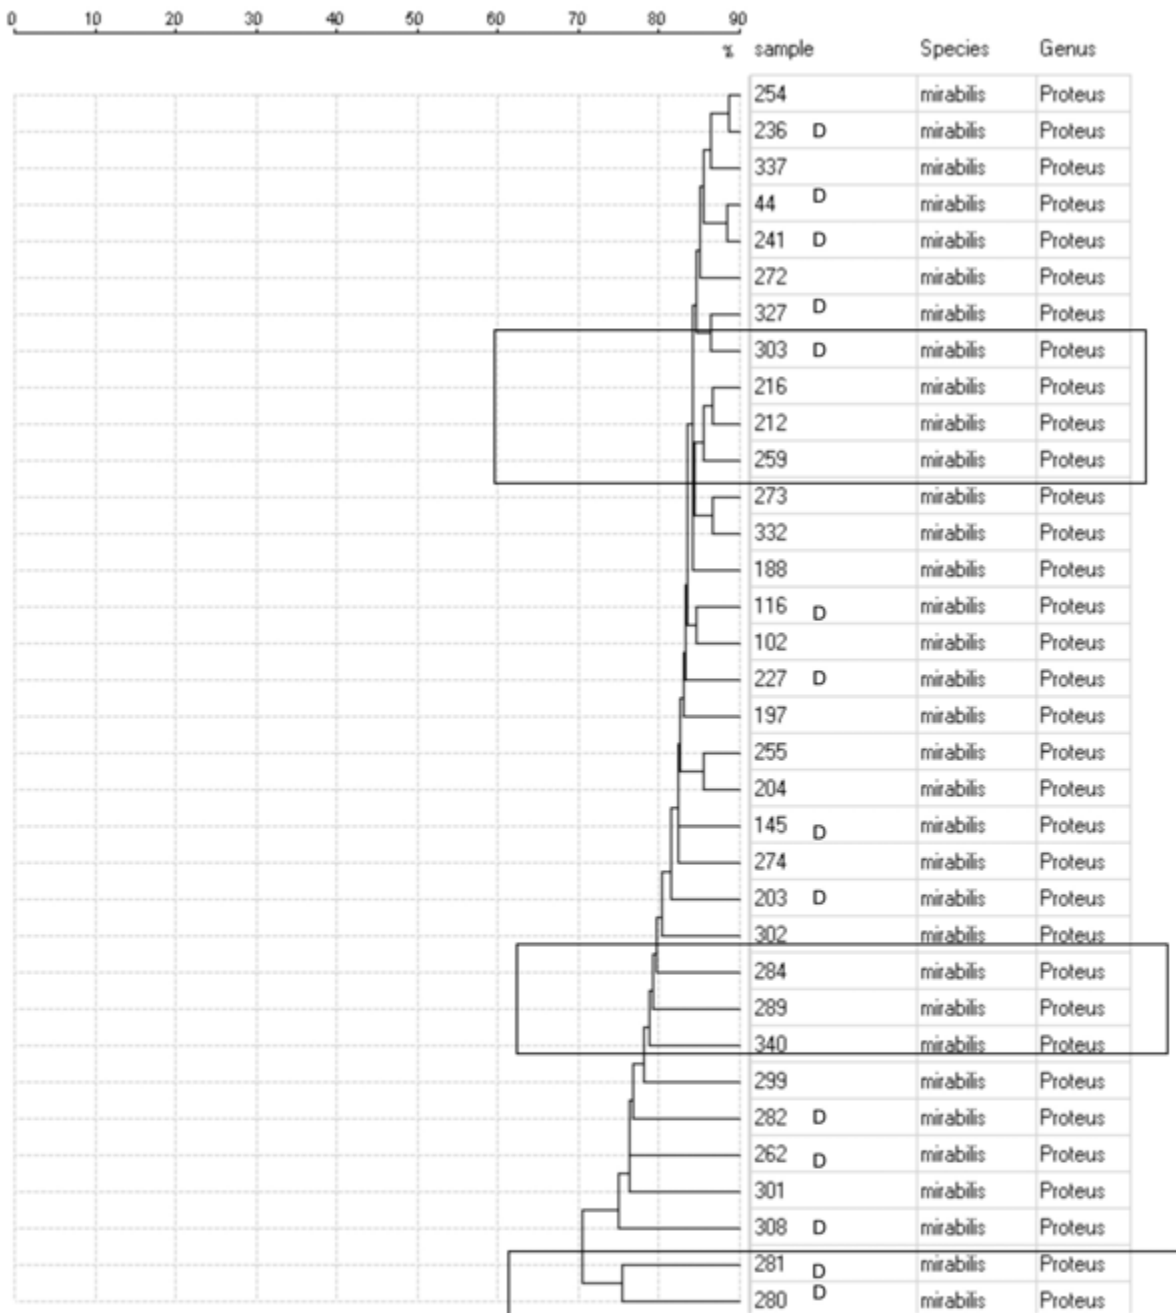 0 10 20 30 40 50 60 70 80 90
% sample Species Genus
254 mirabilis Proteus
236 D mirabilis Proteus
337 mirabilis Proteus
44 D mirabilis Proteus
241 D mirabilis Proteus
272 mirabilis Proteus
327 D mirabilis Proteus
303 D mirabilis Proteus
216 mirabilis Proteus
212 mirabilis Proteus
259 mirabilis Proteus
273 mirabilis Proteus
332 mirabilis Proteus
188 mirabilis Proteus
116 D mirabilis Proteus
102 mirabilis Proteus
227 D mirabilis Proteus
197 mirabilis Proteus
255 mirabilis Proteus
204 mirabilis Proteus
145 D mirabilis Proteus
274 mirabilis Proteus
203 D mirabilis Proteus
302 mirabilis Proteus
284 mirabilis Proteus
289 mirabilis Proteus
340 mirabilis Proteus
299 mirabilis Proteus
282 D mirabilis Proteus
262 D mirabilis Proteus
301 mirabilis Proteus
308 D mirabilis Proteus
281 D mirabilis Proteus
280 D mirabilis Proteus